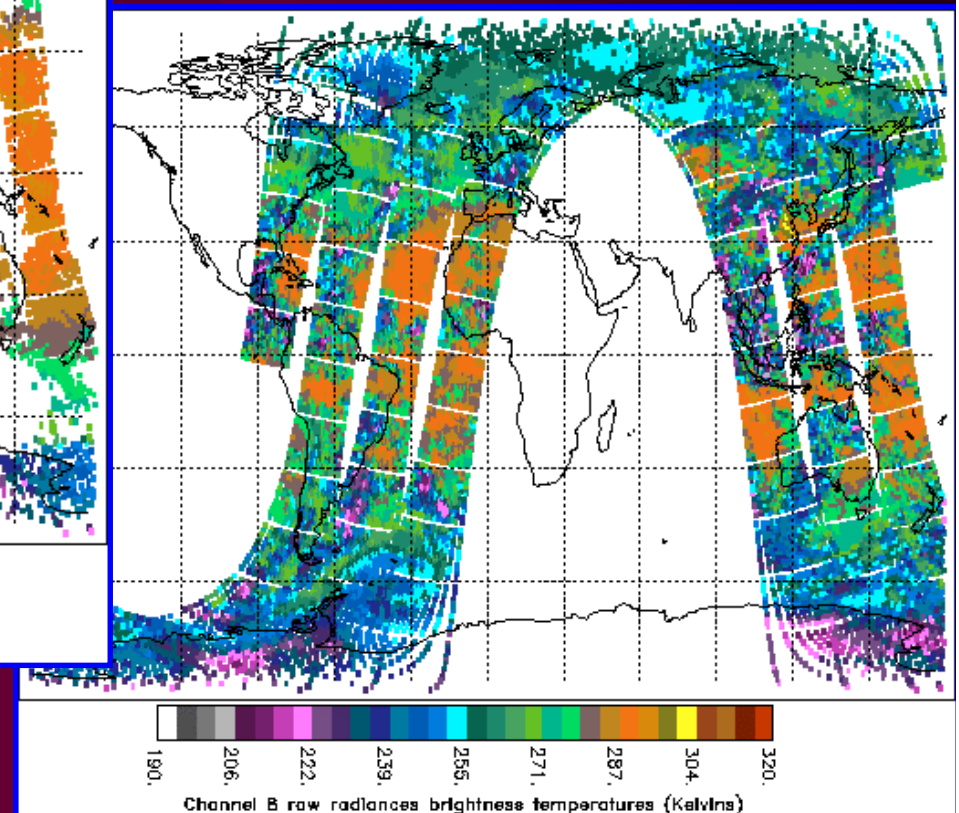 190. 206. 222. 239. 255. 271. 287. 304. 320.
Channel 8 raw radiances brightness temperatures (Kelvins)